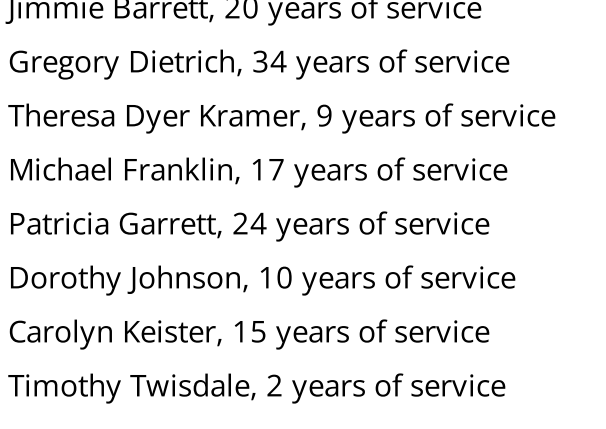 Jimmie Barrett, 20 years of service
Gregory Dietrich, 34 years of service
Theresa Dyer Kramer, 9 years of service
Michael Franklin, 17 years of service
Patricia Garrett, 24 years of service
Dorothy Johnson, 10 years of service
Carolyn Keister, 15 years of service
Timothy Twisdale, 2 years of service